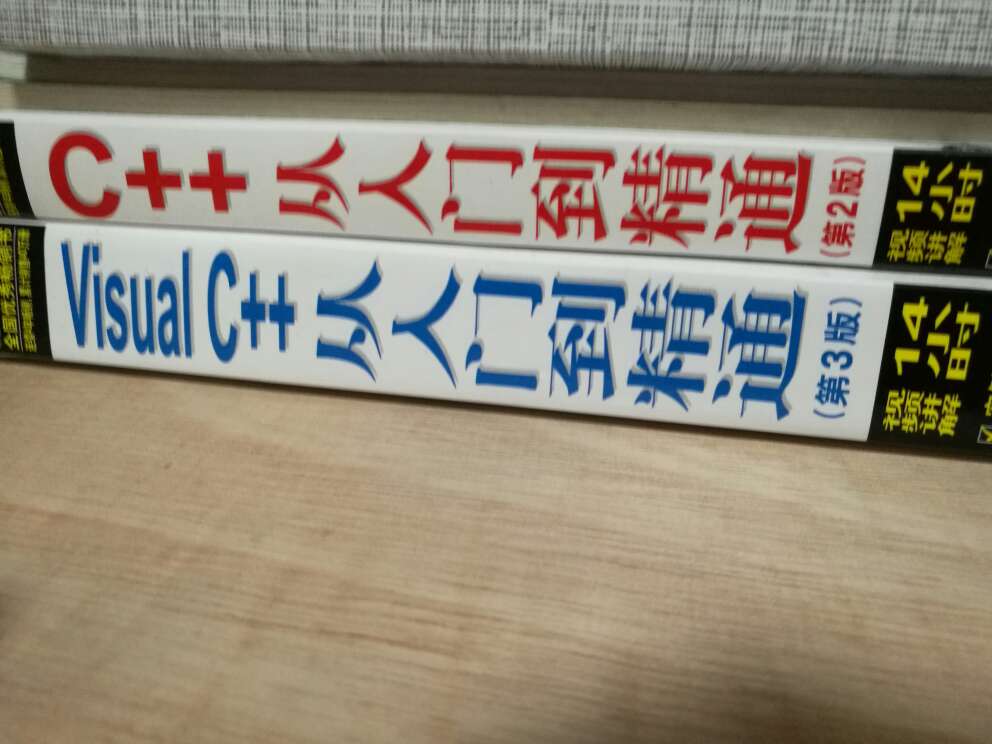 C++ 从入门到精通 (第2版) 14小时 视频讲解
Visual C++ 从入门到精通 (第3版) 14小时 视频讲解